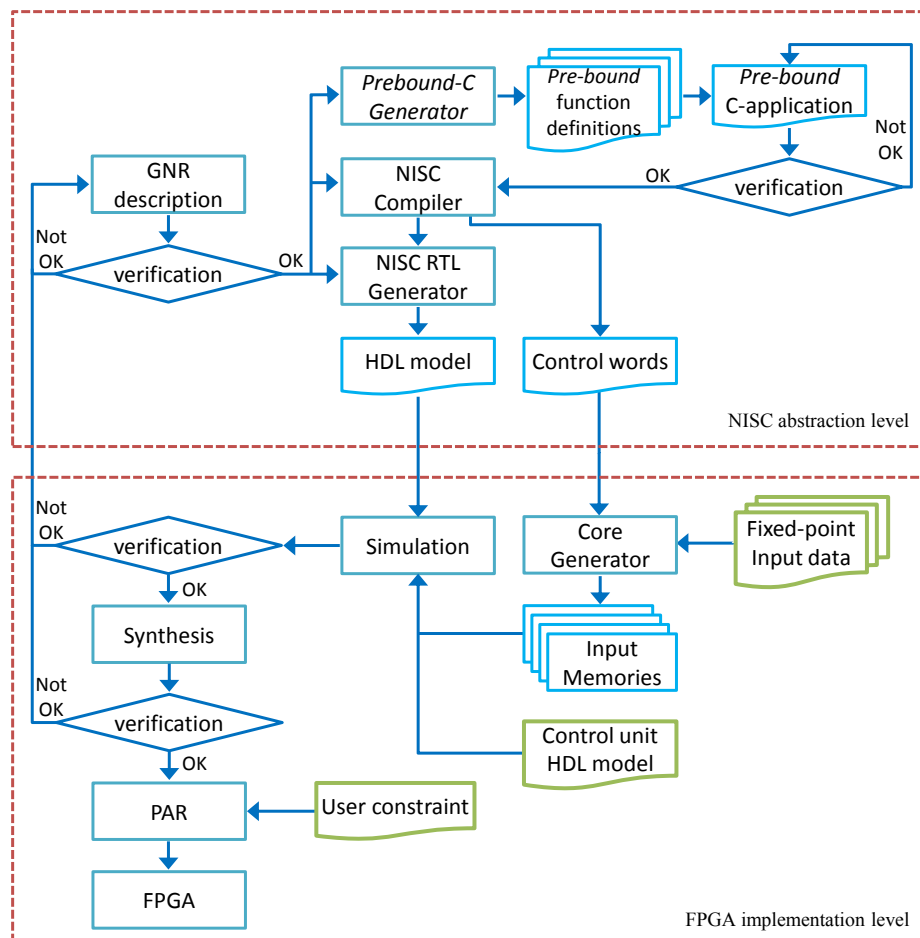 Prebound-C
Generator
Pre-bound
function
definitions
Pre-bound
C-application
Not
OK
GNR
description
NISC
Compiler
OK
verification
Not
OK
verification
OK
NISC RTL
Generator
HDL model
Control words
NISC abstraction level
Not
OK
verification
Simulation
Core
Generator
Fixed-point
Input data
OK
Synthesis
Input
Memories
Not
OK
verification
Control unit
HDL model
OK
PAR
User constraint
FPGA
FPGA implementation level